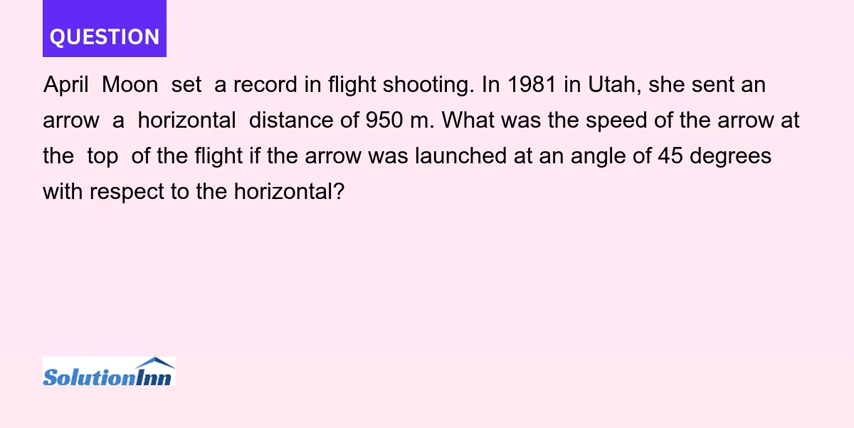 QUESTION
April Moon set a record in flight shooting. In 1981 in Utah, she sent an
arrow a horizontal distance of 950 m. What was the speed of the arrow at
the top of the flight if the arrow was launched at an angle of 45 degrees
with respect to the horizontal?
SolutionInn